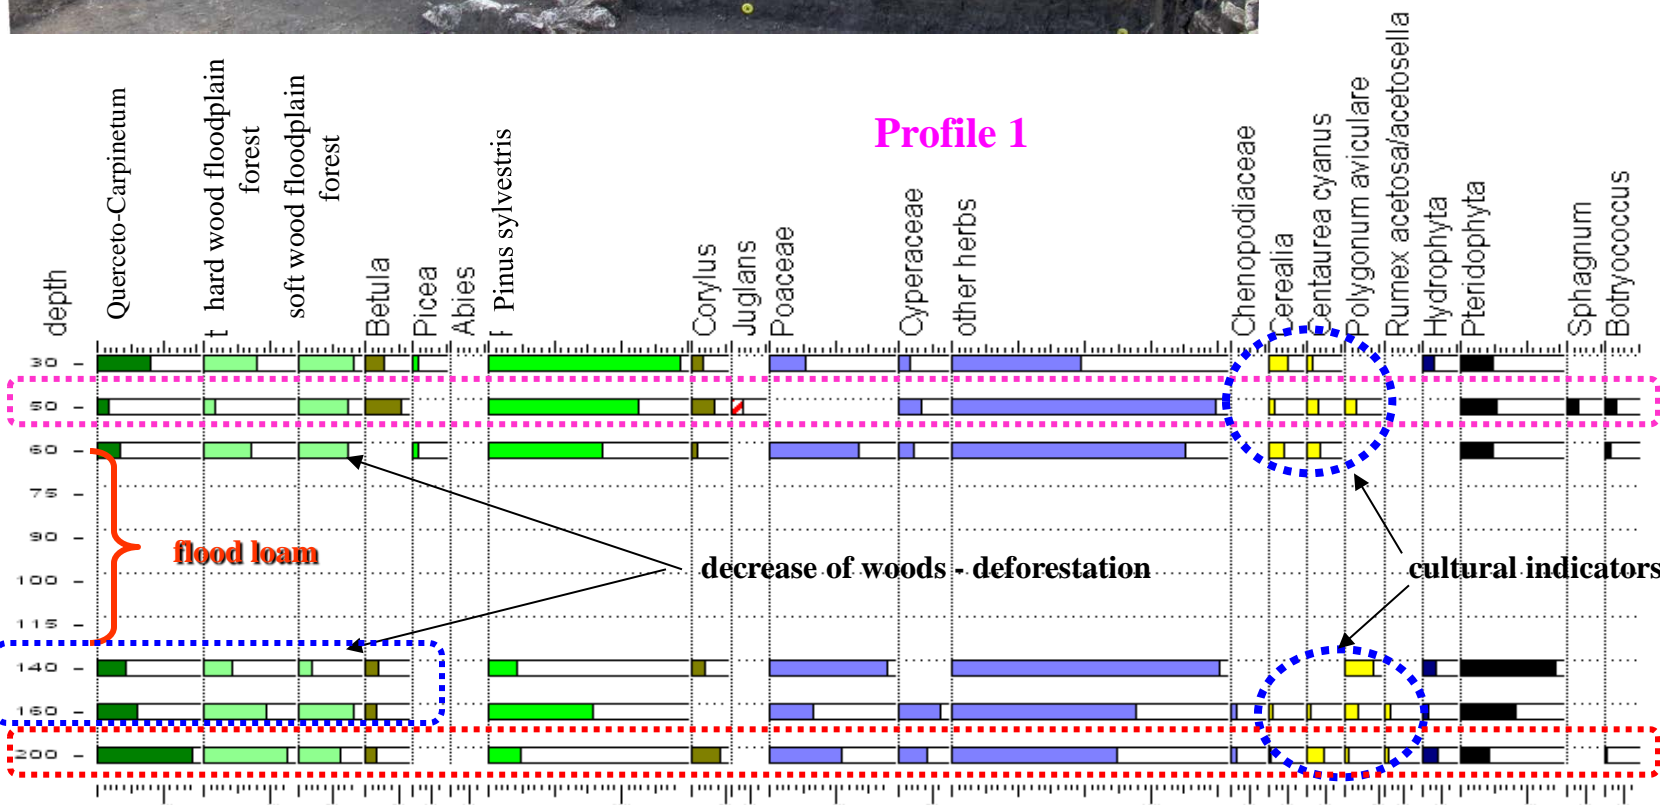 Profile 1
depth
Querceto-Carpinetum
hard wood floodplain
forest
soft wood floodplain
forest
Betula
Picea
Abies
Pinus sylvestris
Corylus
Juglans
Poaceae
Cyperaceae
other herbs
Chenopodiaceae
Cerealia
Centaurea cyanus
Polygonum aviculare
Rumex acetosa/acetosella
Hydrophyta
Pteridophyta
Sphagnum
Botryococcus
30
50
60
75
90
flood loam
decrease of woods - deforestation
cultural indicators
100
115
140
160
200